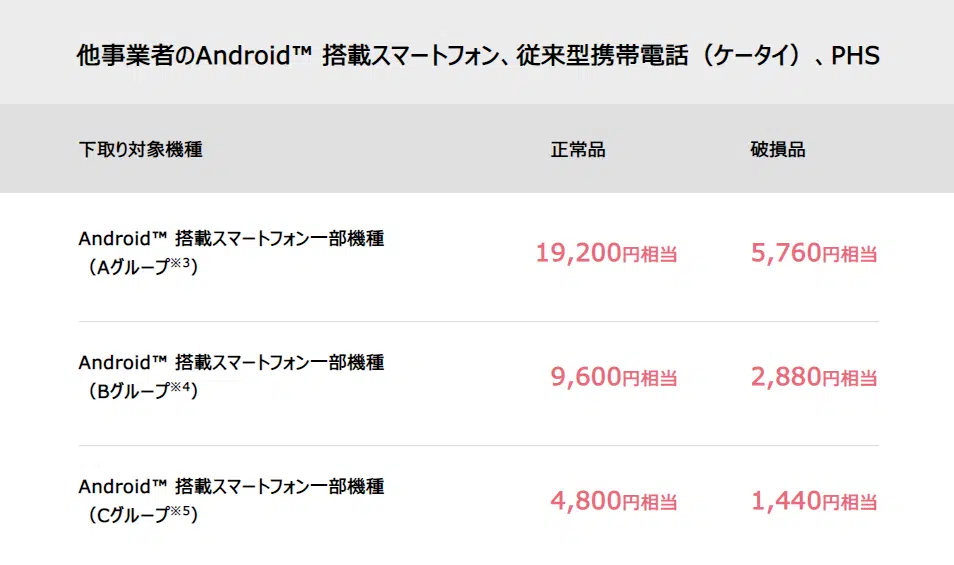 他事業者のAndroid™ 搭載スマートフォン、従来型携帯電話（ケータイ）、PHS
下取り対象機種 正常品 破損品
Android™ 搭載スマートフォン一部機種
（Aグループ※3） 19,200円相当 5,760円相当
Android™ 搭載スマートフォン一部機種
（Bグループ※4） 9,600円相当 2,880円相当
Android™ 搭載スマートフォン一部機種
（Cグループ※5） 4,800円相当 1,440円相当